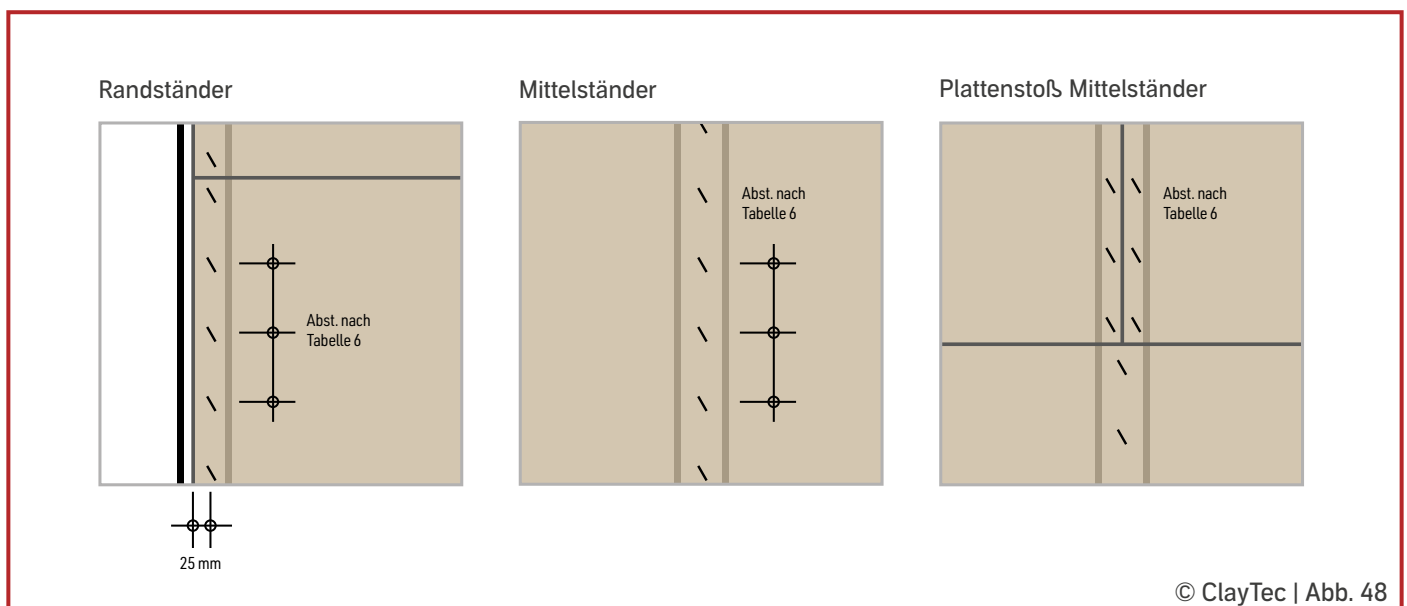 Randständer
Mittelständer
Plattenstoß Mittelständer
Abst. nach
Tabelle 6
Abst. nach
Tabelle 6
Abst. nach
Tabelle 6
25 mm
© ClayTec | Abb. 48